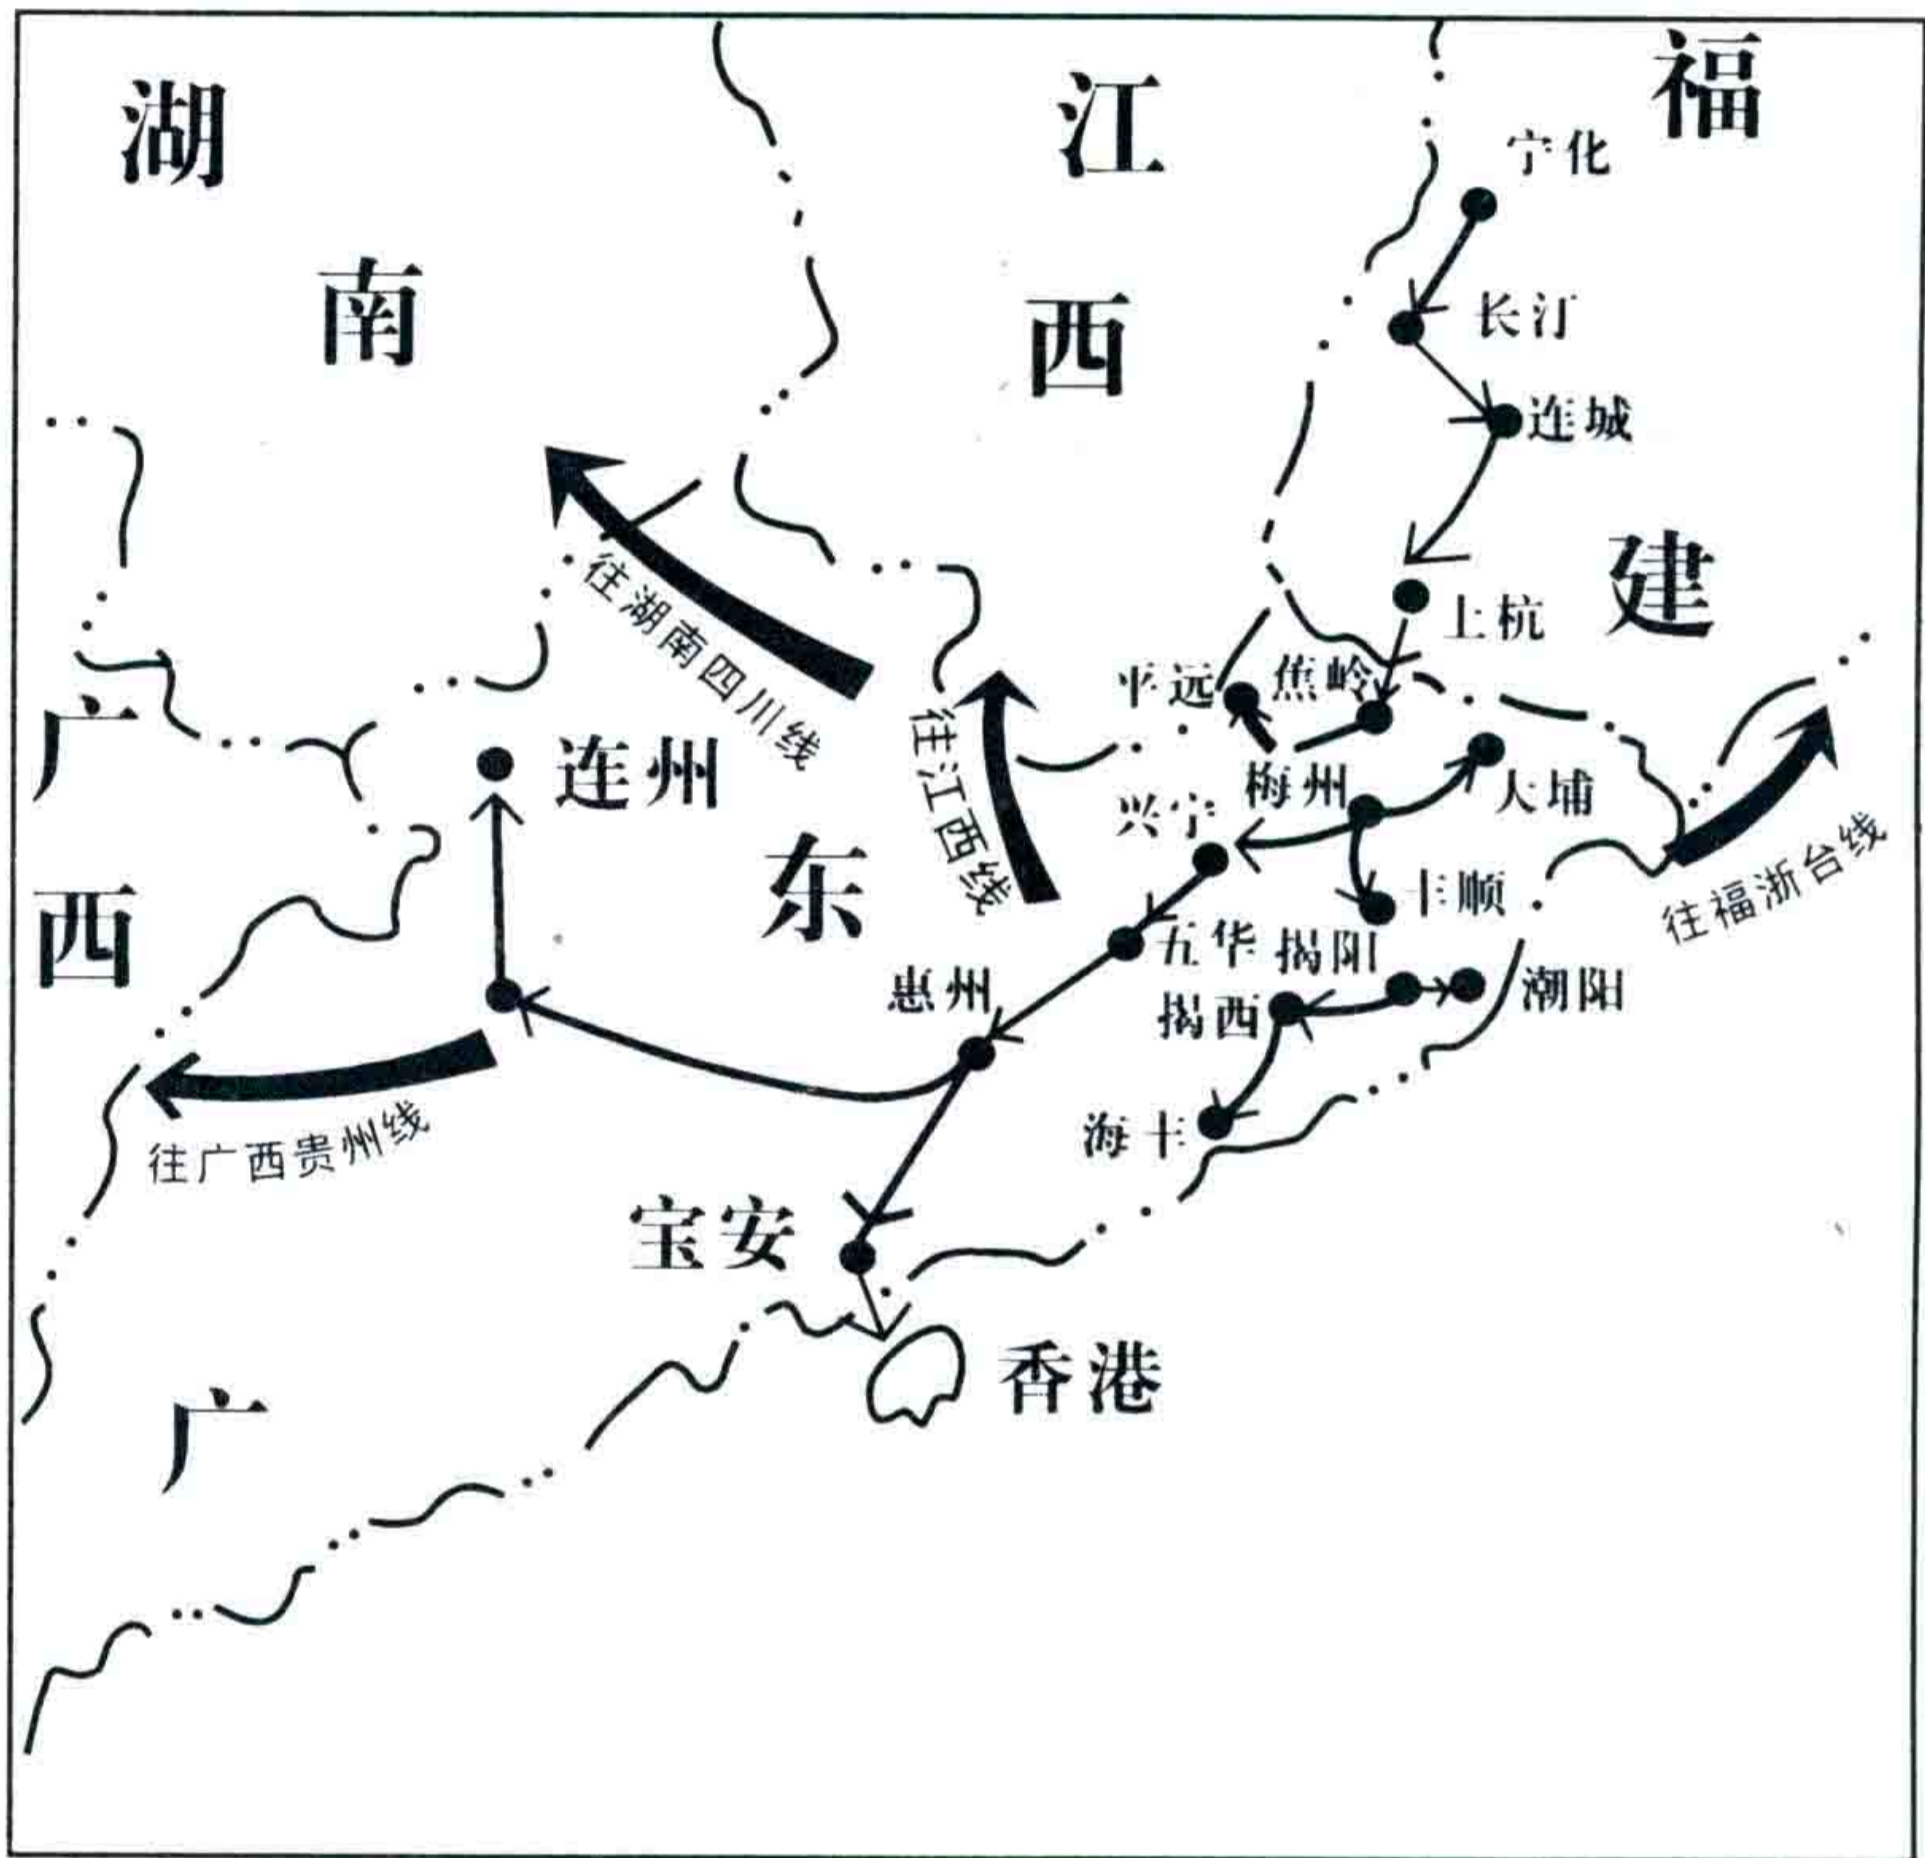 湖南
江西
福建
广西
广东
宁化
长汀
连城
上杭
平远
蕉岭
梅州
大埔
兴宁
丰顺
五华
揭阳
潮阳
揭西
海丰
惠州
连州
宝安
香港
往湖南四川线
往江西线
往福浙台线
往广西贵州线